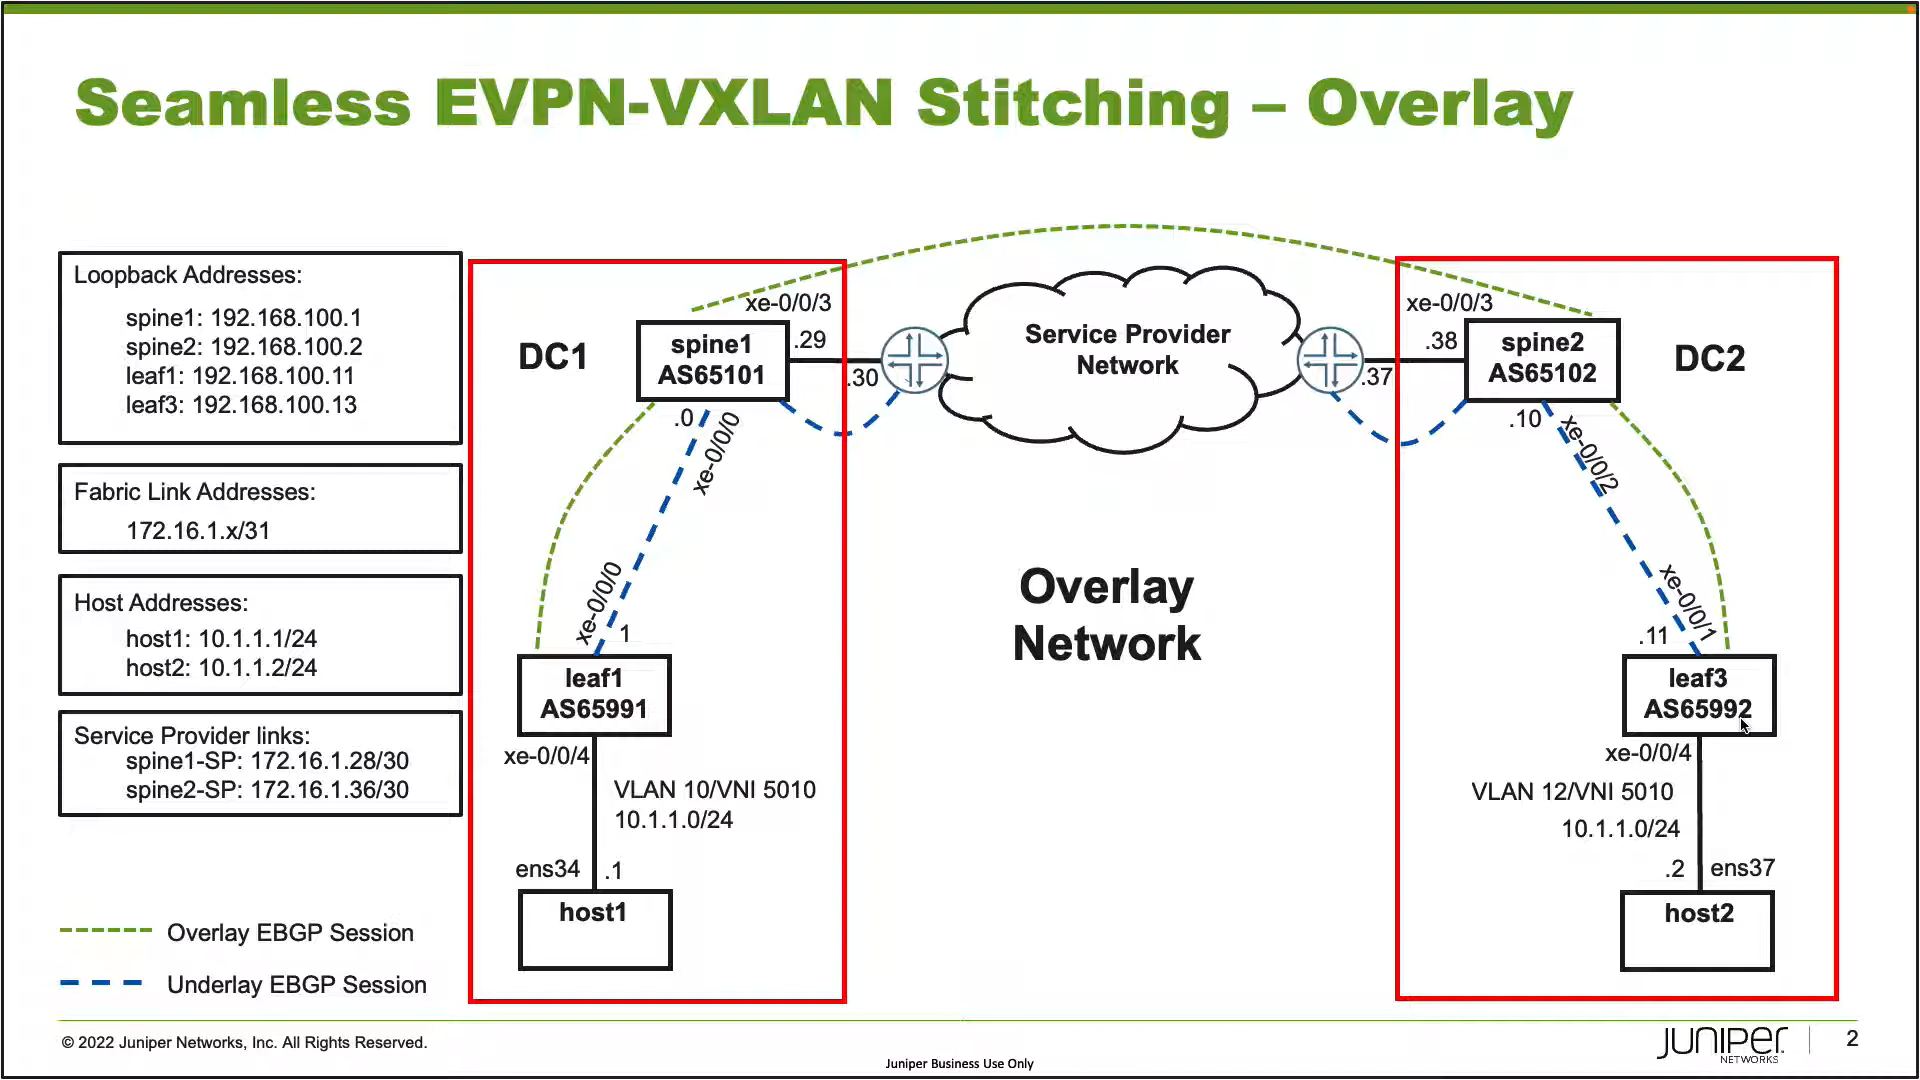 Seamless EVPN-VXLAN Stitching – Overlay
Loopback Addresses:
spine1: 192.168.100.1
spine2: 192.168.100.2
leaf1: 192.168.100.11
leaf3: 192.168.100.13
Fabric Link Addresses:
172.16.1.x/31
Host Addresses:
host1: 10.1.1.1/24
host2: 10.1.1.2/24
Service Provider links:
spine1-SP: 172.16.1.28/30
spine2-SP: 172.16.1.36/30
Overlay EBGP Session
Underlay EBGP Session
DC1
xe-0/0/3
spine1
AS65101
.29
.30
.0
xe-0/0/0
xe-0/0/0
.1
leaf1
AS65991
xe-0/0/4
VLAN 10/VNI 5010
10.1.1.0/24
ens34
.1
host1
Service Provider
Network
Overlay
Network
xe-0/0/3
.38
.37
spine2
AS65102
DC2
.10
xe-0/0/2
xe-0/0/1
.11
leaf3
AS65992
xe-0/0/4
VLAN 12/VNI 5010
10.1.1.0/24
.2
ens37
host2
© 2022 Juniper Networks, Inc. All Rights Reserved.
Juniper Business Use Only
JUNIPER
NETWORKS
2